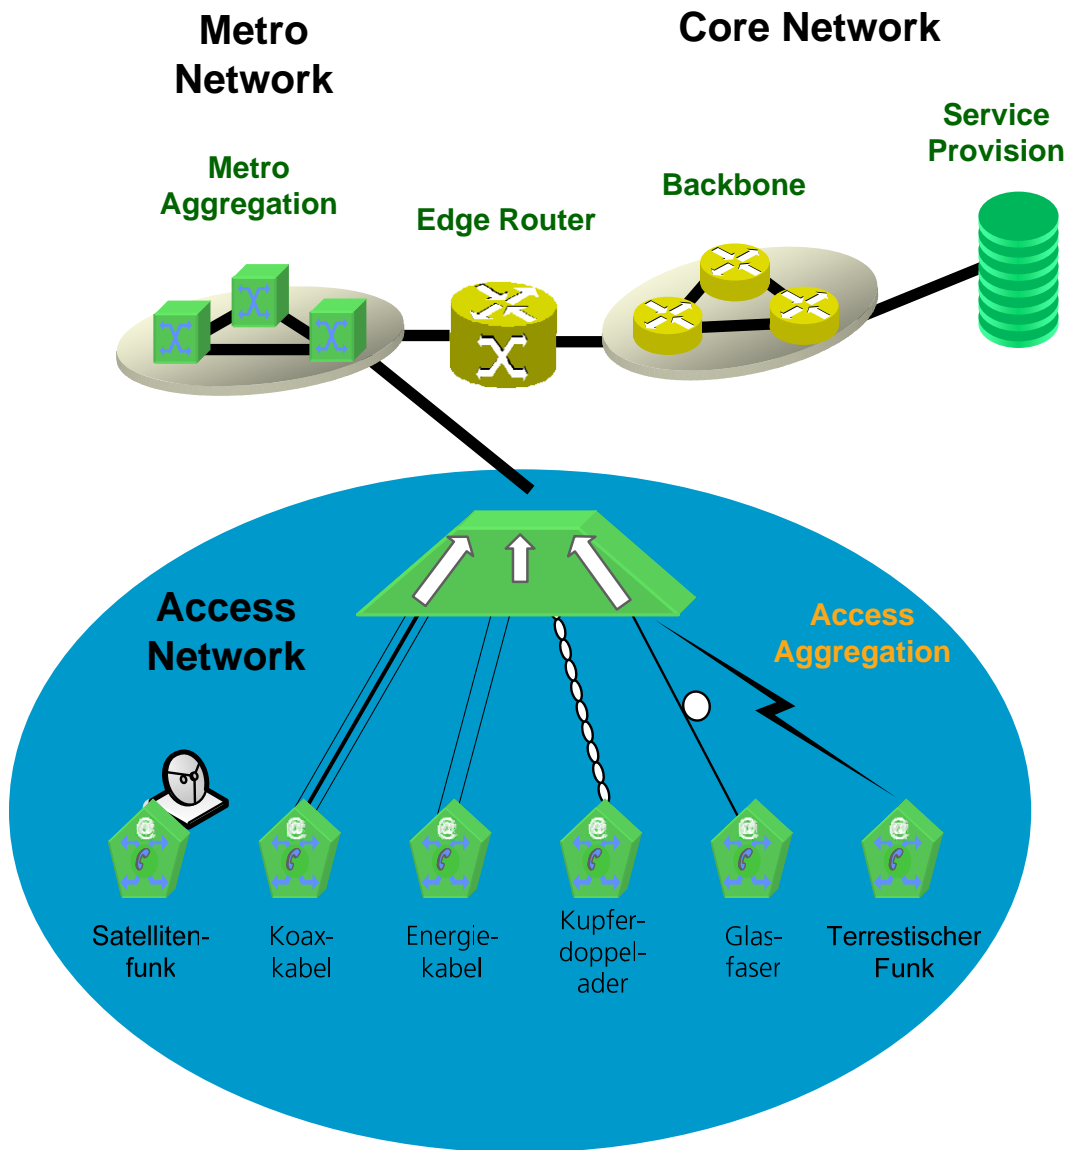 Metro
Network
Core Network
Service
Provision
Metro
Aggregation
Edge Router
Backbone
Access
Network
Access
Aggregation
@
@
@
@
@
@
Satelliten-
funk
Koax-
kabel
Energie-
kabel
Kupfer-
doppel-
ader
Glas-
faser
Terrestischer
Funk